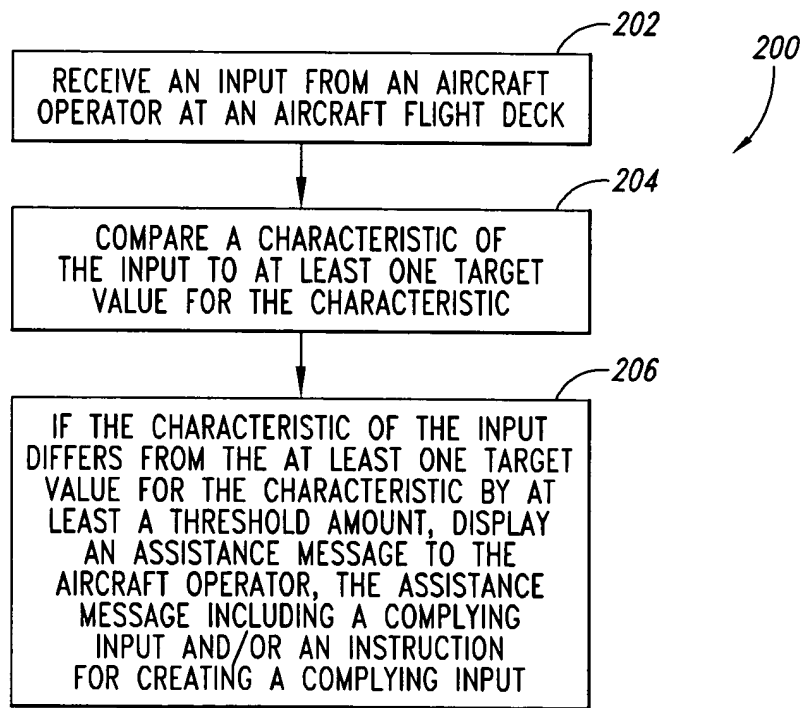 202
200
RECEIVE AN INPUT FROM AN AIRCRAFT
OPERATOR AT AN AIRCRAFT FLIGHT DECK
204
COMPARE A CHARACTERISTIC OF
THE INPUT TO AT LEAST ONE TARGET
VALUE FOR THE CHARACTERISTIC
206
IF THE CHARACTERISTIC OF THE INPUT
DIFFERS FROM THE AT LEAST ONE TARGET
VALUE FOR THE CHARACTERISTIC BY AT
LEAST A THRESHOLD AMOUNT, DISPLAY
AN ASSISTANCE MESSAGE TO THE
AIRCRAFT OPERATOR, THE ASSISTANCE
MESSAGE INCLUDING A COMPLYING
INPUT AND/OR AN INSTRUCTION
FOR CREATING A COMPLYING INPUT